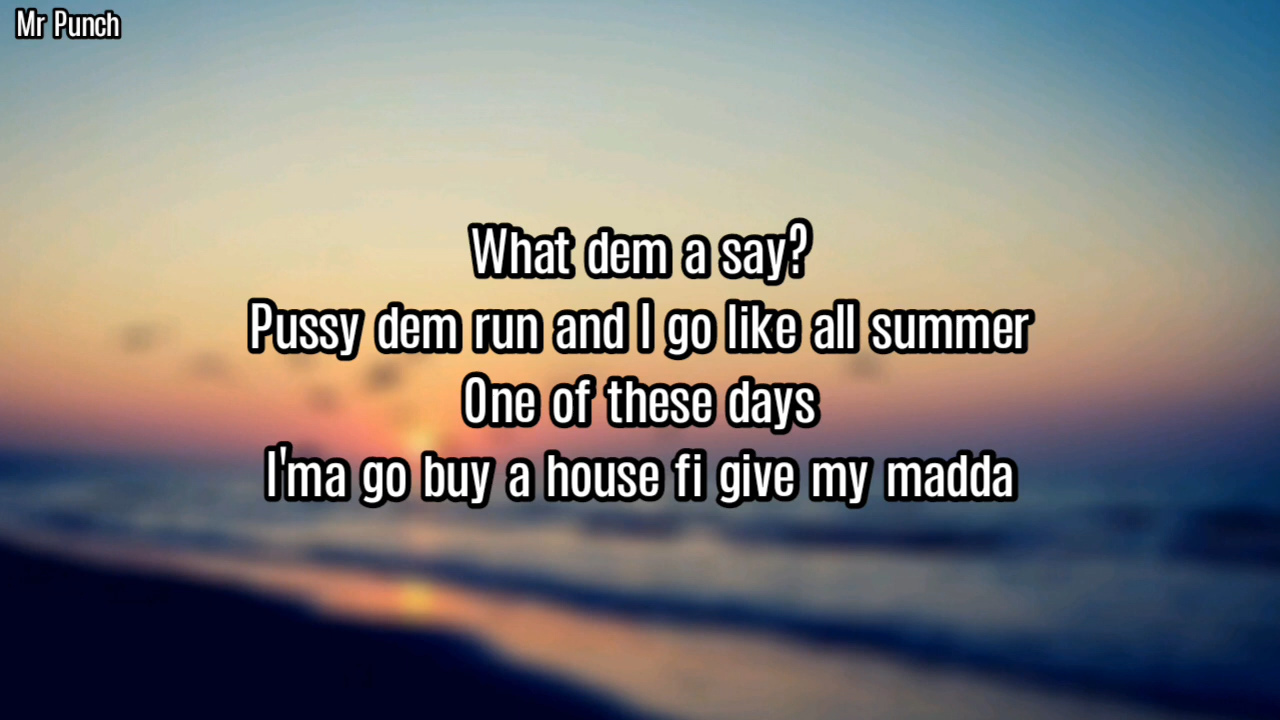 Mr Punch
What dem a say?
Pussy dem run and I go like all summer
One of these days
I'ma go buy a house fi give my madda